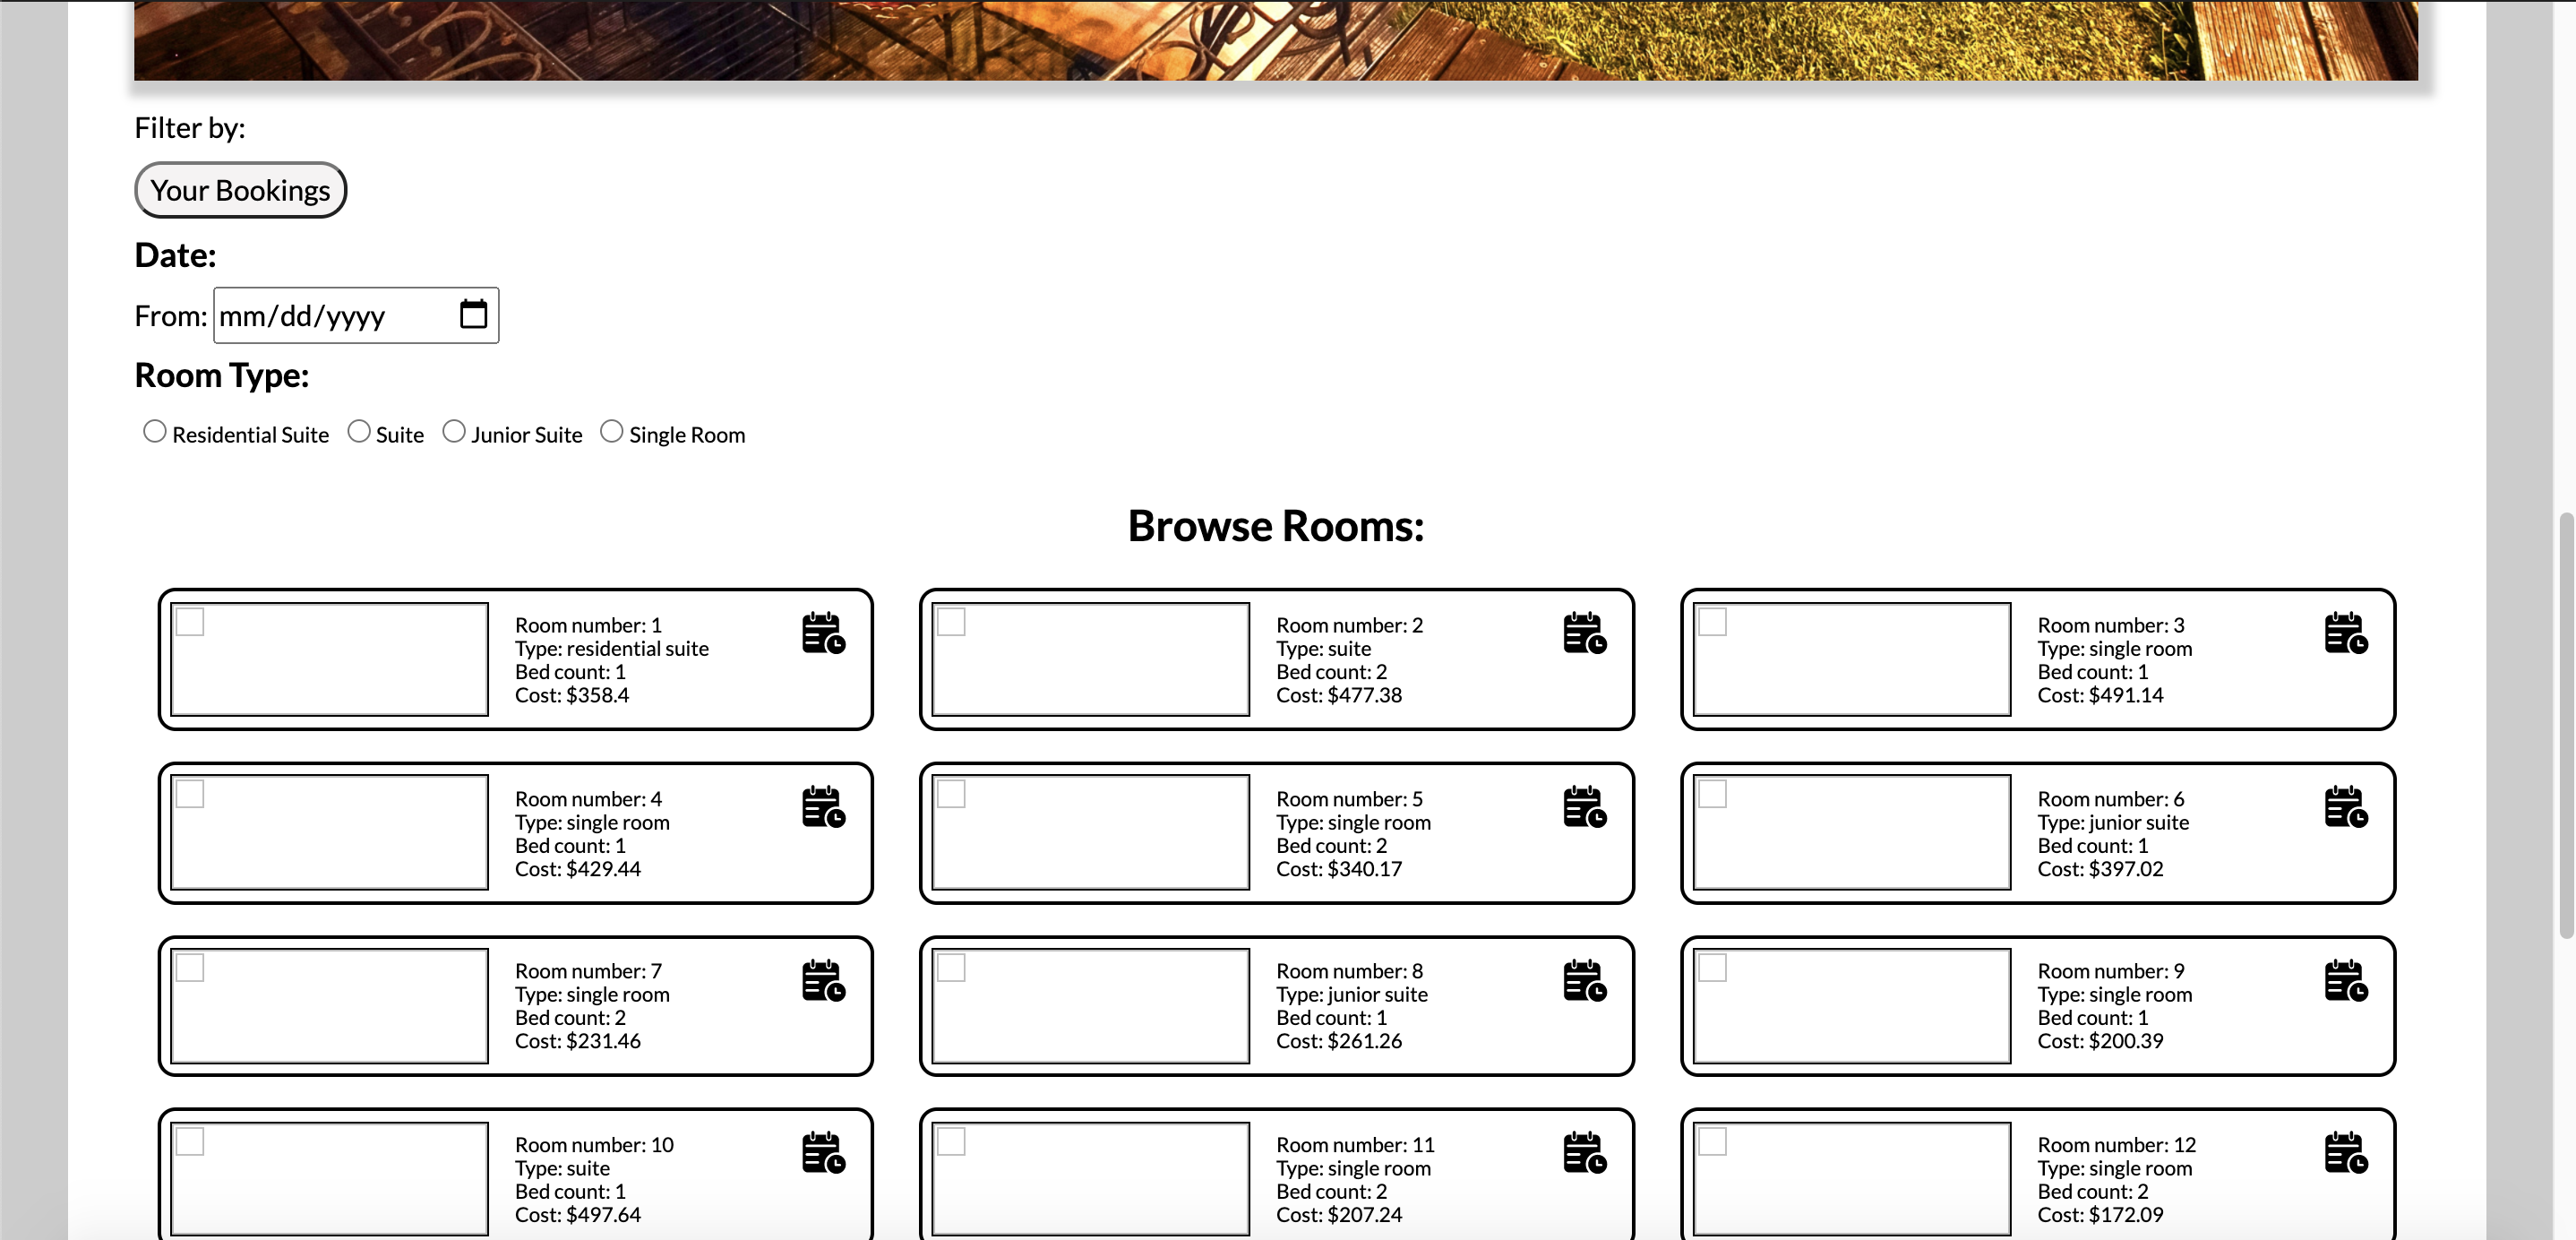 Filter by:
Your Bookings
Date:
From: mm/dd/yyyy
Room Type:
Residential Suite Suite Junior Suite Single Room
Browse Rooms:
Room number: 1
Type: residential suite
Bed count: 1
Cost: $358.4
Room number: 2
Type: suite
Bed count: 2
Cost: $477.38
Room number: 3
Type: single room
Bed count: 1
Cost: $491.14
Room number: 4
Type: single room
Bed count: 1
Cost: $429.44
Room number: 5
Type: single room
Bed count: 2
Cost: $340.17
Room number: 6
Type: junior suite
Bed count: 1
Cost: $397.02
Room number: 7
Type: single room
Bed count: 2
Cost: $231.46
Room number: 8
Type: junior suite
Bed count: 1
Cost: $261.26
Room number: 9
Type: single room
Bed count: 1
Cost: $200.39
Room number: 10
Type: suite
Bed count: 1
Cost: $497.64
Room number: 11
Type: single room
Bed count: 2
Cost: $207.24
Room number: 12
Type: single room
Bed count: 2
Cost: $172.09